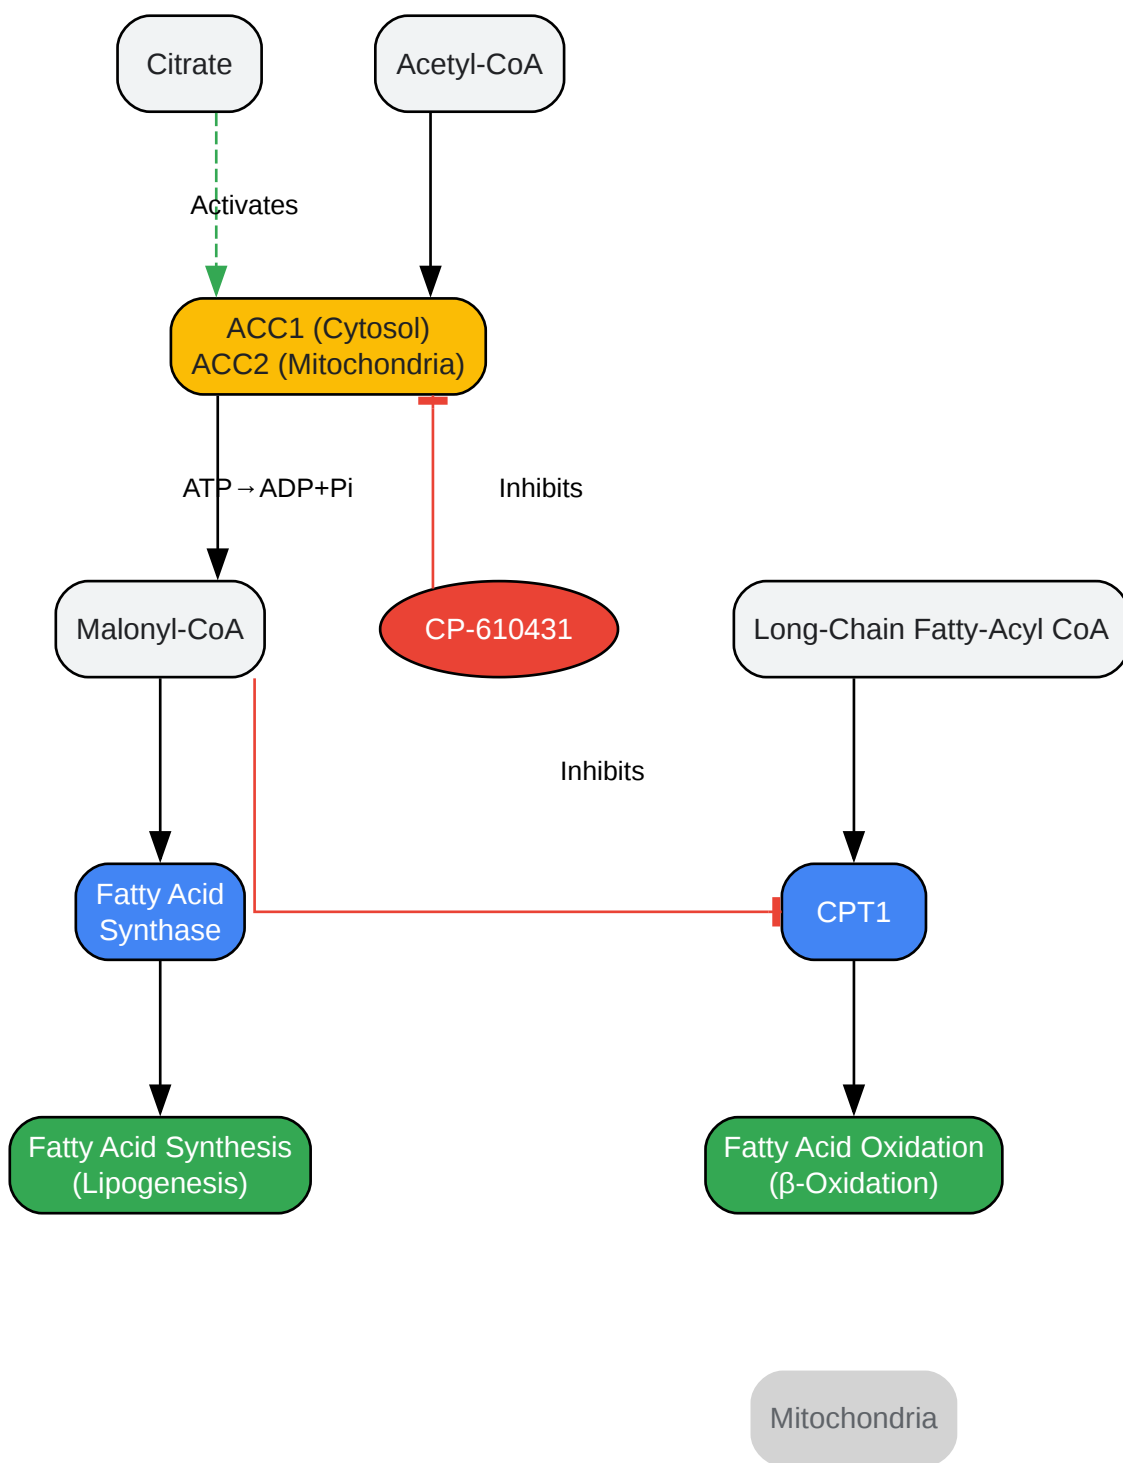 Citrate
Acetyl-CoA
Activates
ACC1 (Cytosol)
ACC2 (Mitochondria)
ATP→ADP+Pi
Inhibits
Malonyl-CoA
CP-610431
Long-Chain Fatty-Acyl CoA
Inhibits
Fatty Acid
Synthase
CPT1
Fatty Acid Synthesis
(Lipogenesis)
Fatty Acid Oxidation
(β-Oxidation)
Mitochondria